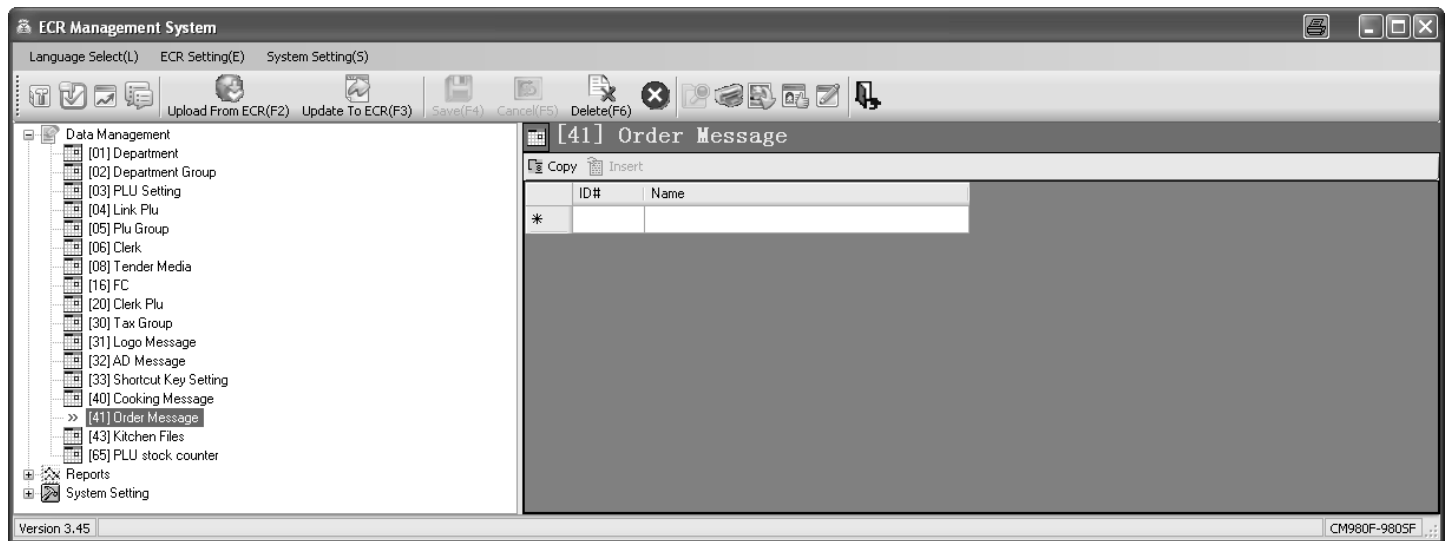 ECR Management System
Language Select(L) ECR Setting(E) System Setting(S)
Upload From ECR(F2) Update To ECR(F3) Save(F4) Cancel(F5) Delete(F6)
Data Management
[01] Department
[02] Department Group
[03] PLU Setting
[04] Link Plu
[05] Plu Group
[06] Clerk
[08] Tender Media
[16] FC
[20] Clerk Plu
[30] Tax Group
[31] Logo Message
[32] AD Message
[33] Shortcut Key Setting
[40] Cooking Message
[41] Order Message
[43] Kitchen Files
[65] PLU stock counter
Reports
System Setting
[41] Order Message
Copy Insert
ID# Name
*
Version 3.45
CM980F-980SF